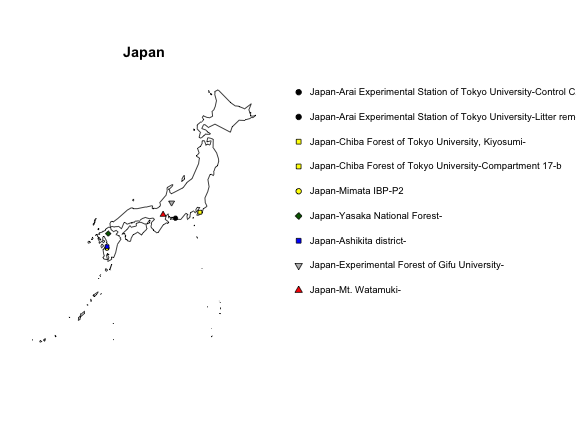 Japan
Japan-Arai Experimental Station of Tokyo University-Control C
Japan-Arai Experimental Station of Tokyo University-Litter rem
Japan-Chiba Forest of Tokyo University, Kiyosumi-
Japan-Chiba Forest of Tokyo University-Compartment 17-b
Japan-Mimata IBP-P2
Japan-Yasaka National Forest-
Japan-Ashikita district-
Japan-Experimental Forest of Gifu University-
Japan-Mt. Watamuki-